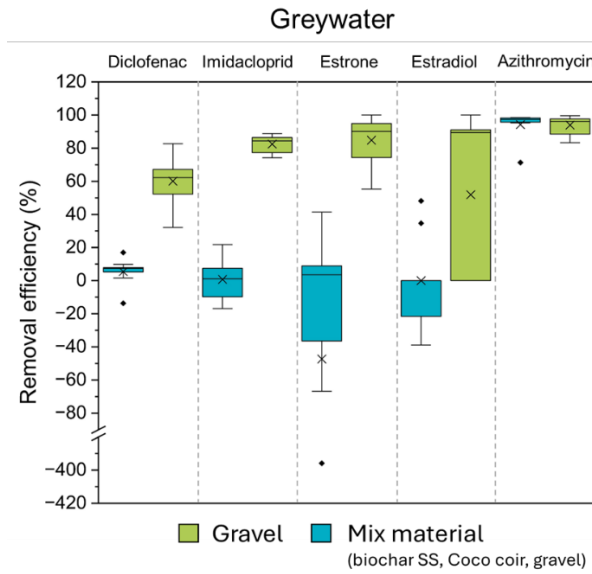 Greywater
Diclofenac Imidacloprid Estrone Estradiol Azithromycin
Removal efficiency (%)
120
100
80
60
40
20
0
−20
−40
−60
−80
−400
−420
Gravel Mix material
(biochar SS, Coco coir, gravel)